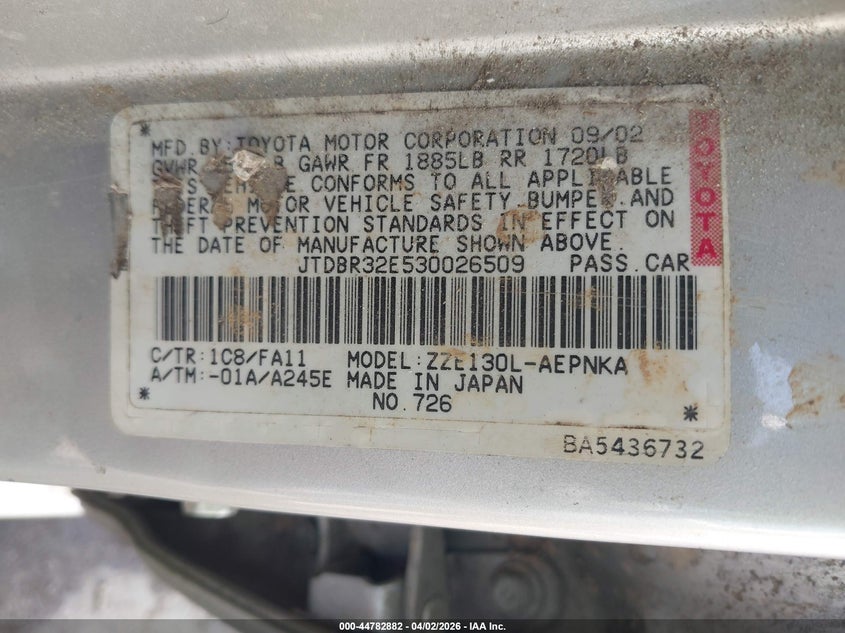 MFD. BY: TOYOTA MOTOR CORPORATION 09/02
GVHR GAWR FR 1885LB RR 1720LB
CONFORMS TO ALL APPLICABLE
MOTOR VEHICLE SAFETY, BUMPER, AND
THEFT PREVENTION STANDARDS IN EFFECT ON
THE DATE OF MANUFACTURE SHOWN ABOVE.
JTDBR32E530026509 PASS. CAR
C/TR: 1C8/FA11 MODEL: ZZE130L-AEPNKA
A/TM: -01A/A245E MADE IN JAPAN
NO. 726
BA5436732
TOYOTA
000-44782882 - 04/02/2026 - IAA Inc.